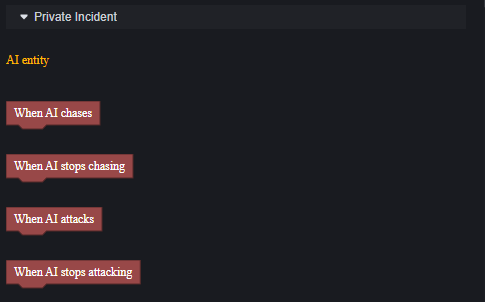 Private Incident
AI entity
When AI chases
When AI stops chasing
When AI attacks
When AI stops attacking